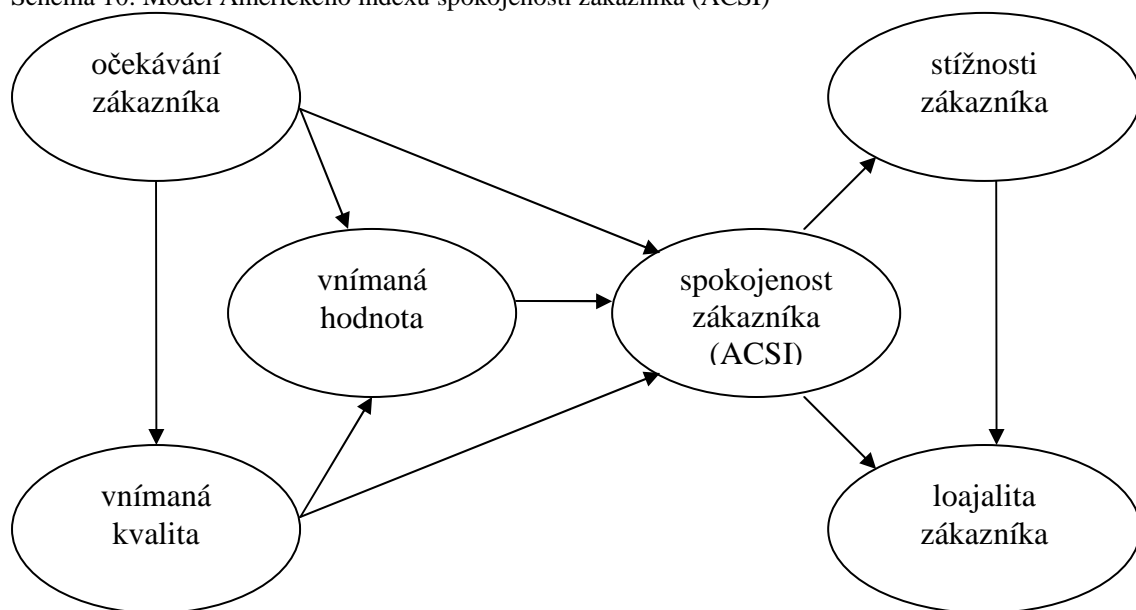 Schéma 10: Model Amerického indexu spokojenosti zákazníka (ACSI)
očekávání
zákazníka
stížnosti
zákazníka
vnímaná
hodnota
spokojenost
zákazníka
(ACSI)
vnímaná
kvalita
loajalita
zákazníka